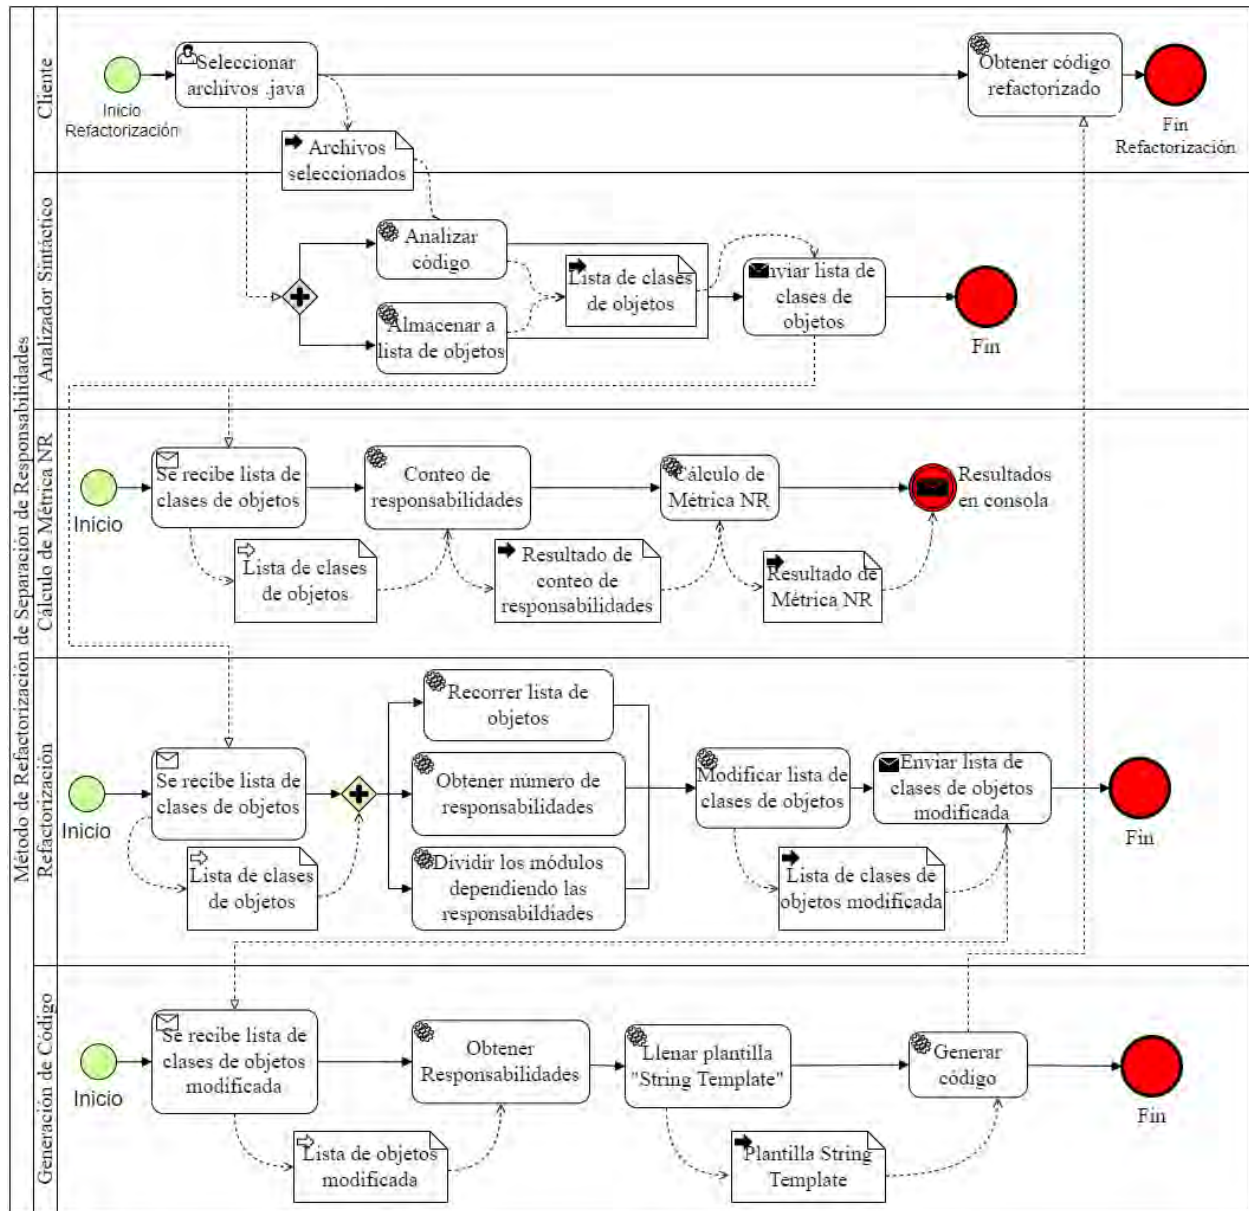 Método de Refactorización de Separación de Responsabilidades
Cliente
Inicio
Refactorización
Seleccionar
archivos .java
Archivos
seleccionados
Obtener código
refactorizado
Fin
Refactorización
Analizador Sintáctico
Analizar
código
Almacenar a
lista de objetos
Lista de clases
de objetos
Enviar lista de
clases de
objetos
Fin
Cálculo de Métrica NR
Inicio
Se recibe lista de
clases de objetos
Lista de clases
de objetos
Conteo de
responsabilidades
Resultado de
conteo de
responsabilidades
Cálculo de
Métrica NR
Resultado de
Métrica NR
Resultados
en consola
Refactorización
Inicio
Se recibe lista de
clases de objetos
Lista de clases
de objetos
Recorrer lista de
objetos
Obtener número de
responsabilidades
Dividir los módulos
dependiendo las
responsabildiades
Modificar lista de
clases de objetos
Lista de clases de
objetos modificada
Enviar lista de
clases de objetos
modificada
Fin
Generación de Código
Inicio
Se recibe lista de
clases de objetos
modificada
Lista de objetos
modificada
Obtener
Responsabilidades
Llenar plantilla
"String Template"
Plantilla String
Template
Generar
código
Fin